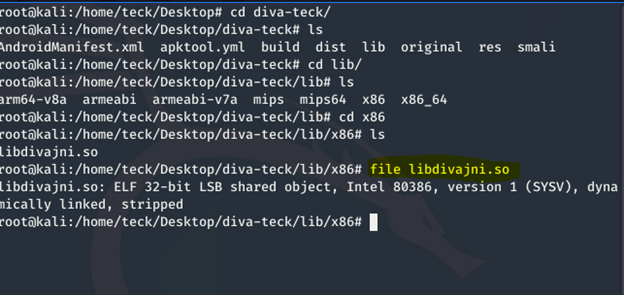 root@kali:/home/teck/Desktop# cd diva-teck/
root@kali:/home/teck/Desktop/diva-teck# ls
AndroidManifest.xml apktool.yml build dist lib original res smali
root@kali:/home/teck/Desktop/diva-teck# cd lib/
root@kali:/home/teck/Desktop/diva-teck/lib# ls
arm64-v8a armeabi armeabi-v7a mips mips64 x86 x86_64
root@kali:/home/teck/Desktop/diva-teck/lib# cd x86
root@kali:/home/teck/Desktop/diva-teck/lib/x86# ls
libdivajni.so
root@kali:/home/teck/Desktop/diva-teck/lib/x86# file libdivajni.so
libdivajni.so: ELF 32-bit LSB shared object, Intel 80386, version 1 (SYSV), dyna
mically linked, stripped
root@kali:/home/teck/Desktop/diva-teck/lib/x86#